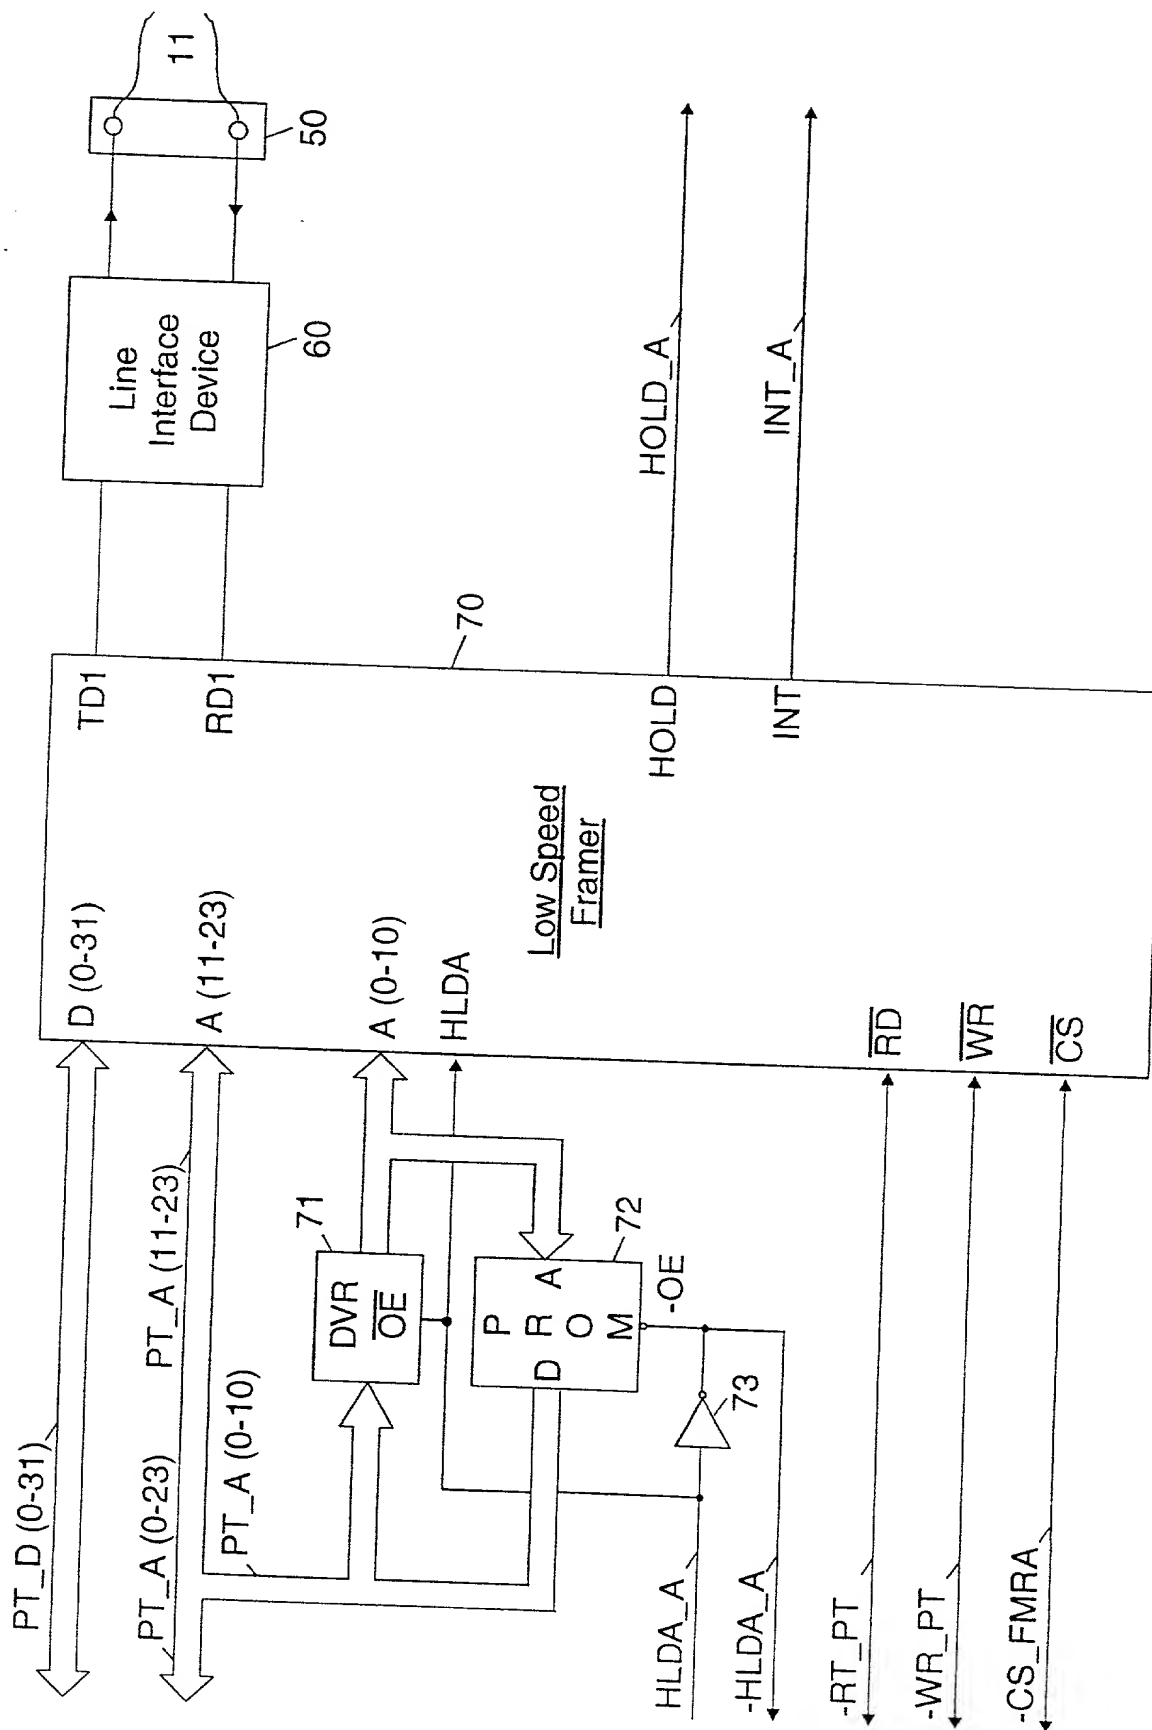 PT_D (0-31)
PT_A (0-23)
PT_A (11-23)
PT_A (0-10)
D (0-31)
A (11-23)
A (0-10)
HLDA
TD1
RD1
Line
Interface
Device
60
50
11
70
71
DVR
OE
72
P
R
O
M
D
A
-OE
73
Low Speed
Framer
HOLD
INT
HOLD_A
INT_A
HLDA_A
-HLDA_A
-RT_PT
-WR_PT
-CS_FMRA
RD
WR
CS